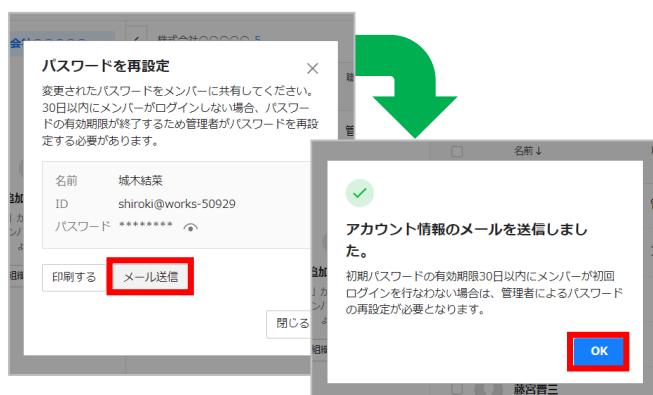 株式会社〇〇〇〇〇 5
パスワードを再設定
変更されたパスワードをメンバーに共有してください。
30日以内にメンバーがログインしない場合、パスワー
ドの有効期限が終了するため管理者がパスワードを再設
定する必要があります。
名前 城木結菜
ID shiroki@works-50929
パスワード ********
印刷する メール送信
閉じる
名前↓
アカウント情報のメールを送信しまし
た。
初期パスワードの有効期限30日以内にメンバーが初回
ログインを行なわない場合は、管理者によるパスワード
の再設定が必要となります。
OK